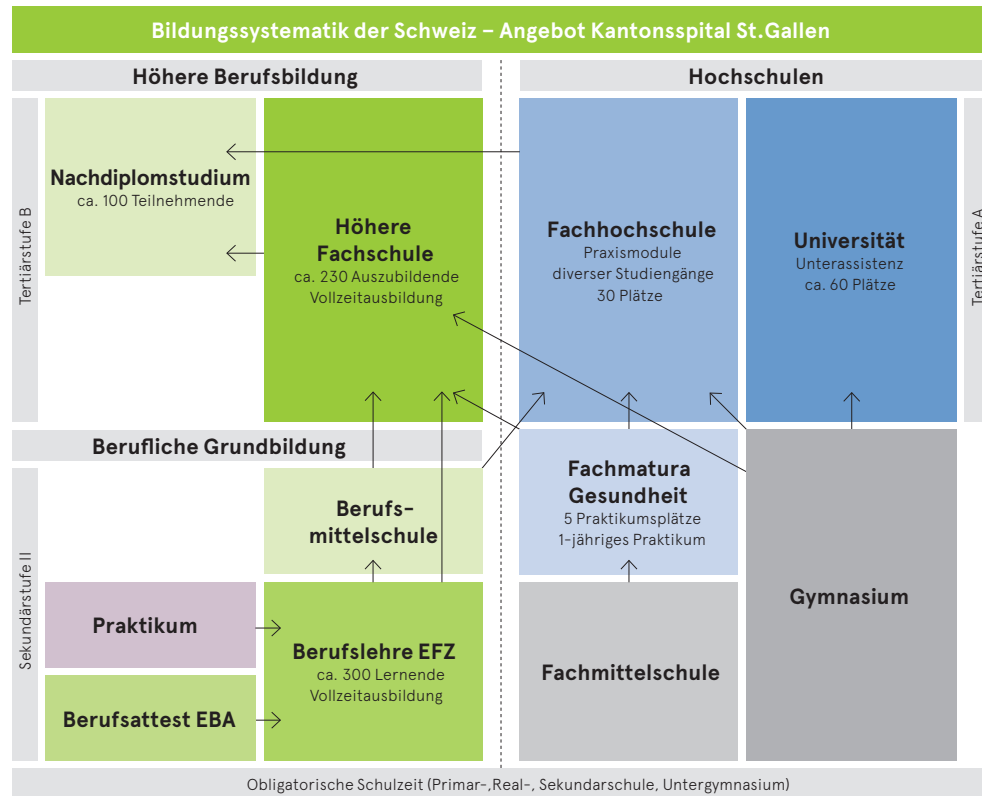 Bildungssystematik der Schweiz – Angebot Kantonsspital St.Gallen
Höhere Berufsbildung
Hochschulen
Tertiärstufe B
Nachdiplomstudium
ca. 100 Teilnehmende
Höhere
Fachschule
ca. 230 Auszubildende
Vollzeitausbildung
Fachhochschule
Praxismodule
diverser Studiengänge
30 Plätze
Universität
Unterassistenz
ca. 60 Plätze
Tertiärstufe A
Berufliche Grundbildung
Sekundärstufe II
Berufs-
mittelschule
Fachmatura
Gesundheit
5 Praktikumsplätze
1-jähriges Praktikum
Gymnasium
Praktikum
Berufslehre EFZ
ca. 300 Lernende
Vollzeitausbildung
Fachmittelschule
Berufsattest EBA
Obligatorische Schulzeit (Primar-,Real-, Sekundarschule, Untergymnasium)